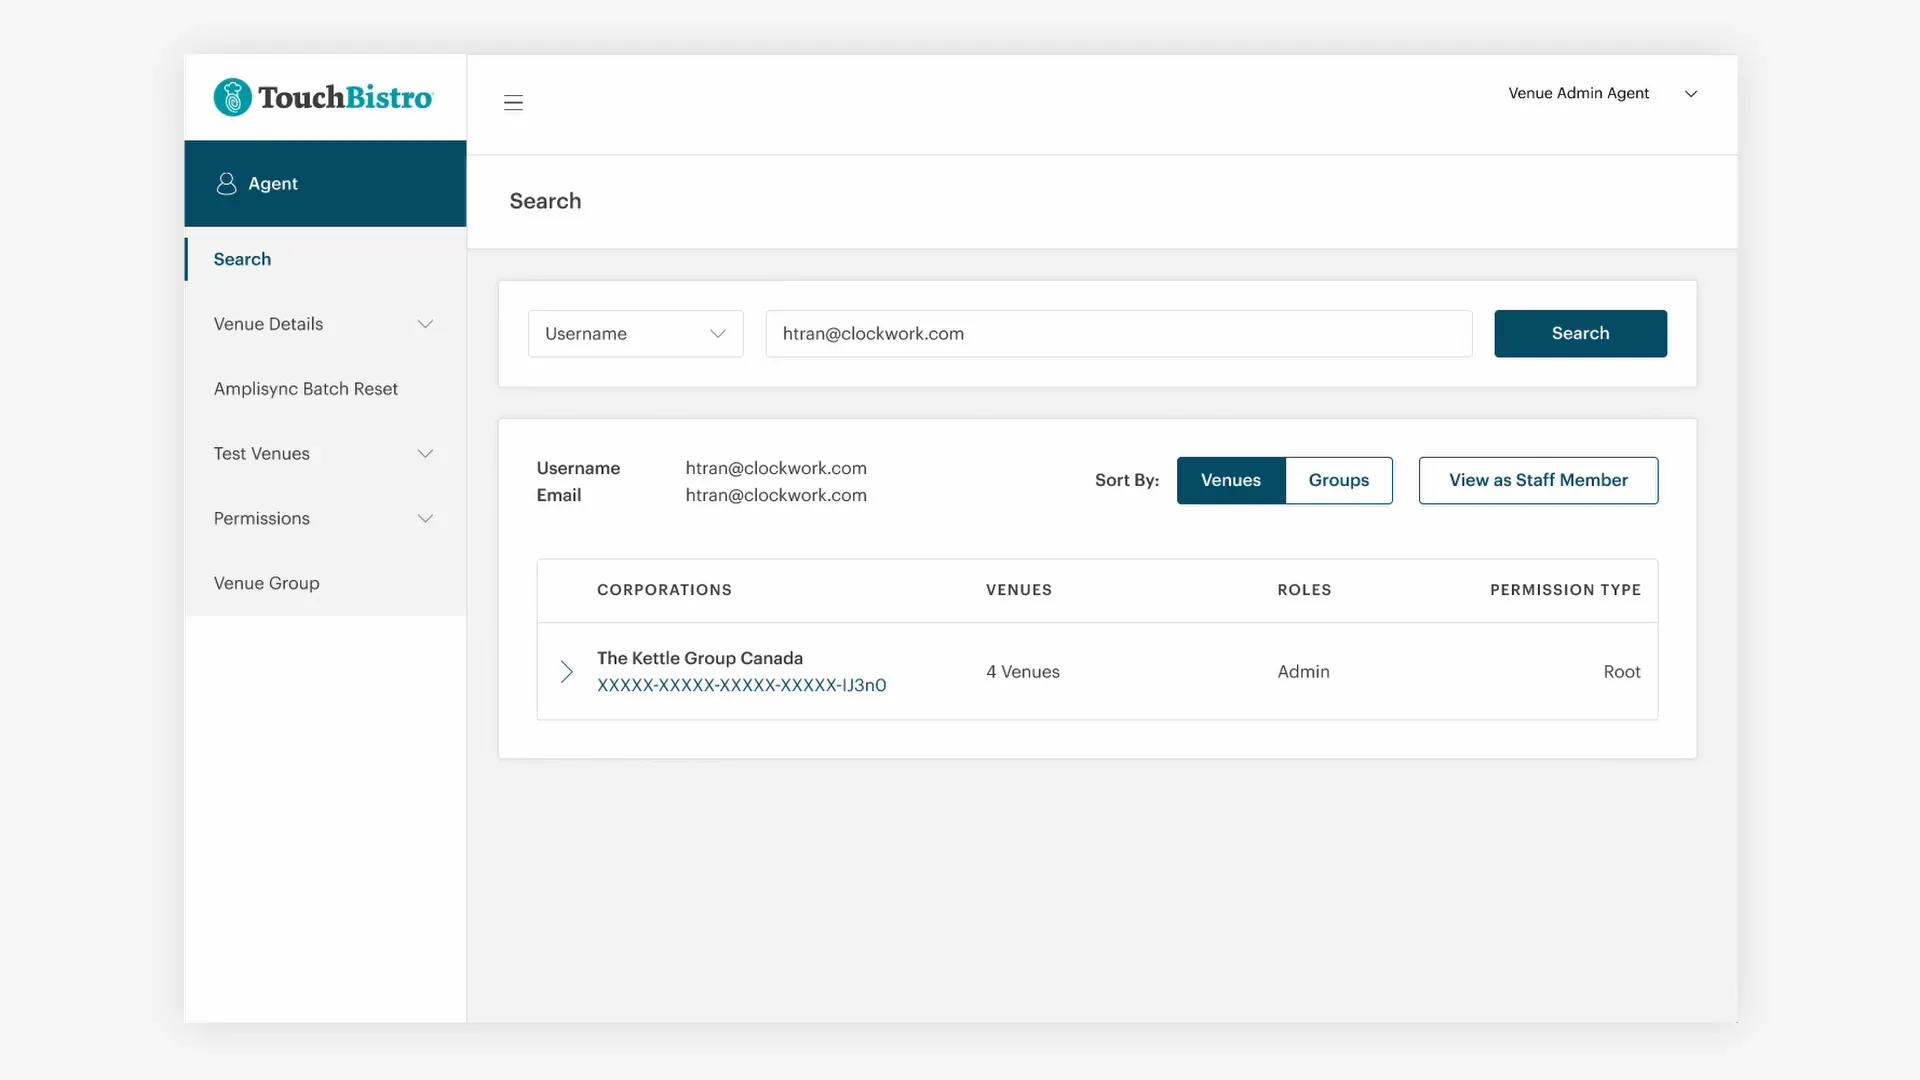 TouchBistro
Venue Admin Agent
Agent
Search
Search
Venue Details
Amplisync Batch Reset
Test Venues
Permissions
Venue Group
Username
htran@clockwork.com
Search
Username htran@clockwork.com
Email htran@clockwork.com
Sort By: Venues Groups
View as Staff Member
CORPORATIONS VENUES ROLES PERMISSION TYPE
The Kettle Group Canada
XXXXX-XXXXX-XXXXX-XXXXX-IJ3n0
4 Venues Admin Root